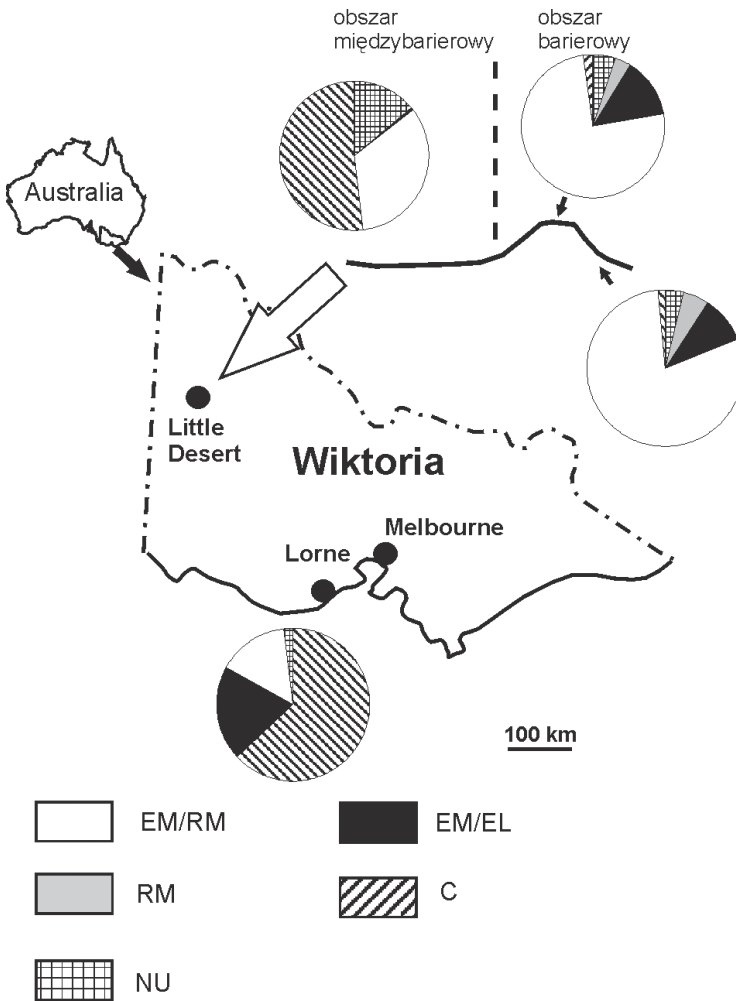 obszar
międzybarierowy
obszar
barierowy
Australia
Little
Desert
Wiktoria
Melbourne
Lorne
100 km
EM/RM
EM/EL
RM
C
NU